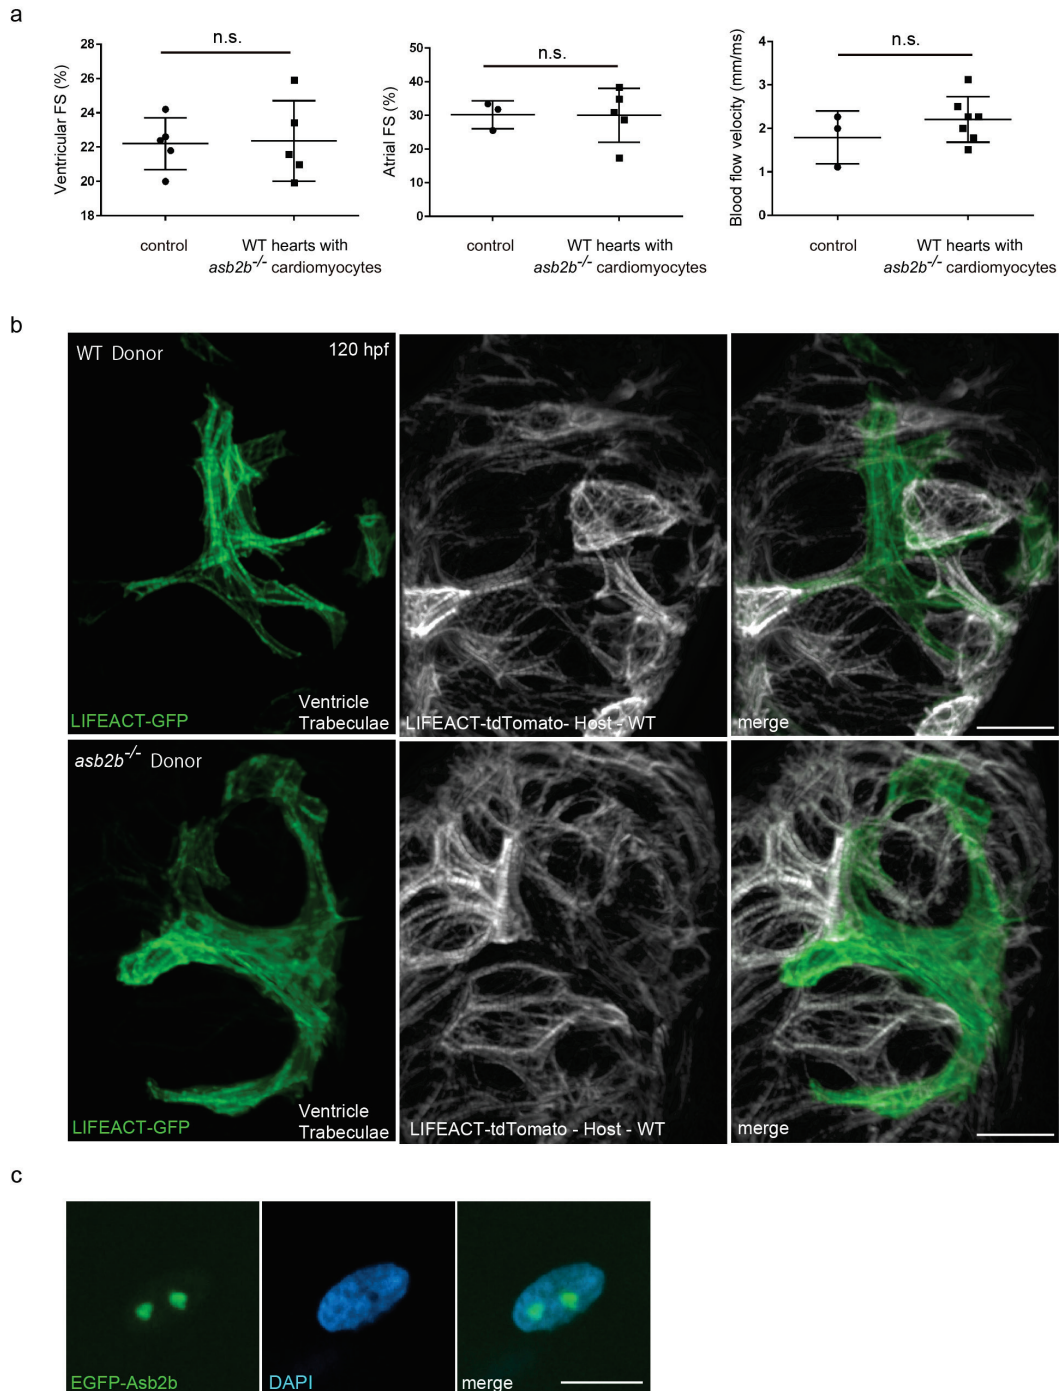 a
n.s.
n.s.
n.s.
Ventricular FS (%)
28
26
24
22
20
18
control
WT hearts with
asb2b-/- cardiomyocytes
Atrial FS (%)
50
40
30
20
10
0
control
WT hearts with
asb2b-/- cardiomyocytes
Blood flow velocity (mm/ms)
4
3
2
1
0
control
WT hearts with
asb2b-/- cardiomyocytes
b
WT Donor
120 hpf
LIFEACT-GFP
Ventricle
Trabeculae
LIFEACT-tdTomato- Host - WT
merge
asb2b-/- Donor
LIFEACT-GFP
Ventricle
Trabeculae
LIFEACT-tdTomato - Host - WT
merge
c
EGFP-Asb2b
DAPI
merge